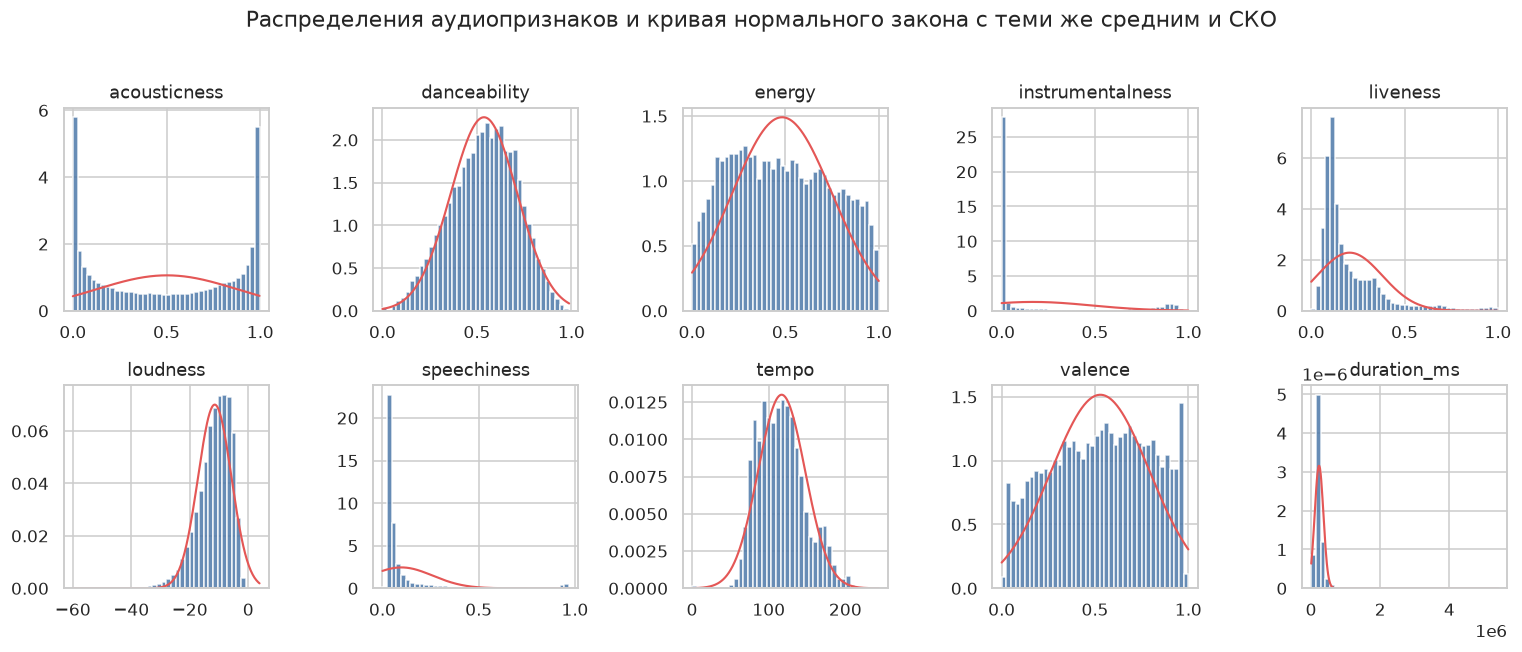 Распределения аудиопризнаков и кривая нормального закона с теми же средним и СКО
acousticness
danceability
energy
instrumentalness
liveness
6
4
2
0
0.0 0.5 1.0
2.0
1.5
1.0
0.5
0.0
0.0 0.5 1.0
1.5
1.0
0.5
0.0
0.0 0.5 1.0
25
20
15
10
5
0
0.0 0.5 1.0
6
4
2
0
0.0 0.5 1.0
loudness
speechiness
tempo
valence
1e−6
duration_ms
0.06
0.04
0.02
0.00
−60 −40 −20 0
20
15
10
5
0
0.0 0.5 1.0
0.0125
0.0100
0.0075
0.0050
0.0025
0.0000
0 100 200
1.5
1.0
0.5
0.0
0.0 0.5 1.0
5
4
3
2
1
0
0 2 4
1e6